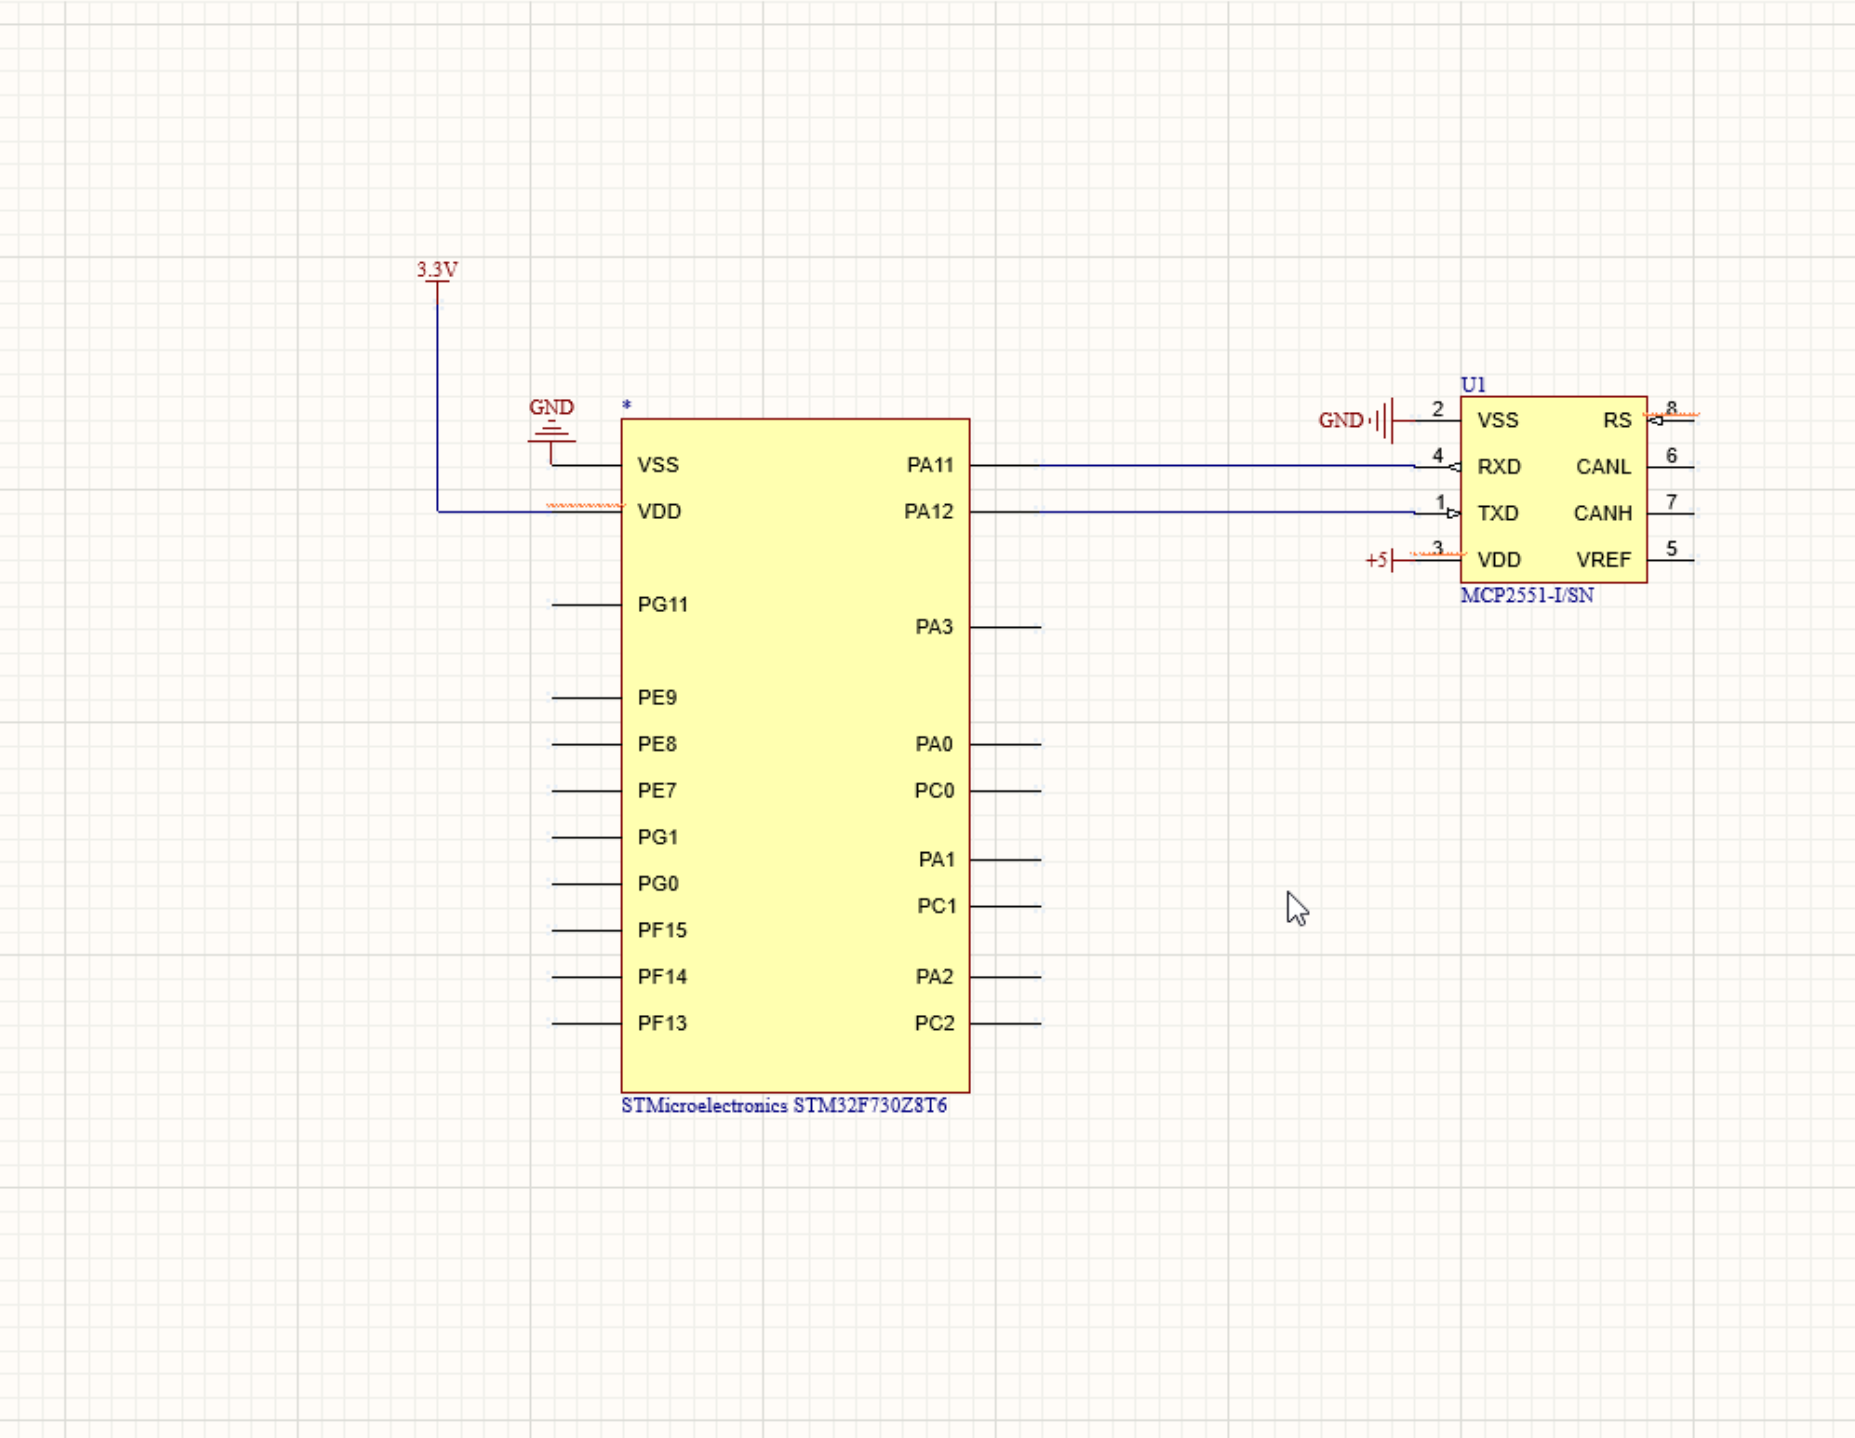 3.3V
GND
*
VSS
VDD
PG11
PE9
PE8
PE7
PG1
PG0
PF15
PF14
PF13
PA11
PA12
PA3
PA0
PC0
PA1
PC1
PA2
PC2
STMicroelectronics STM32F730Z8T6
U1
GND 2 VSS RS 8
4 RXD CANL 6
1 TXD CANH 7
+5 3 VDD VREF 5
MCP2551-I/SN